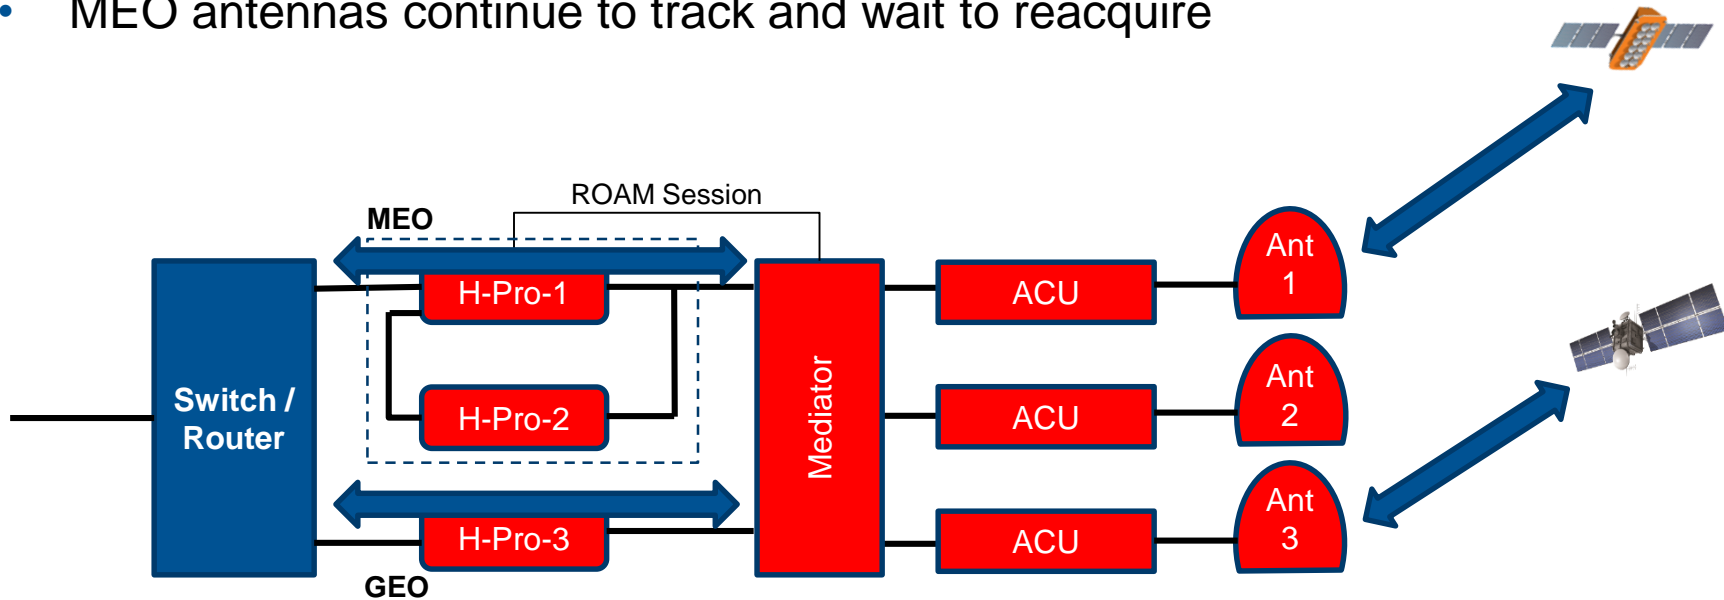 • MEO antennas continue to track and wait to reacquire
ROAM Session
MEO
H-Pro-1
H-Pro-2
H-Pro-3
GEO
Switch /
Router
Mediator
ACU
ACU
ACU
Ant
1
Ant
2
Ant
3